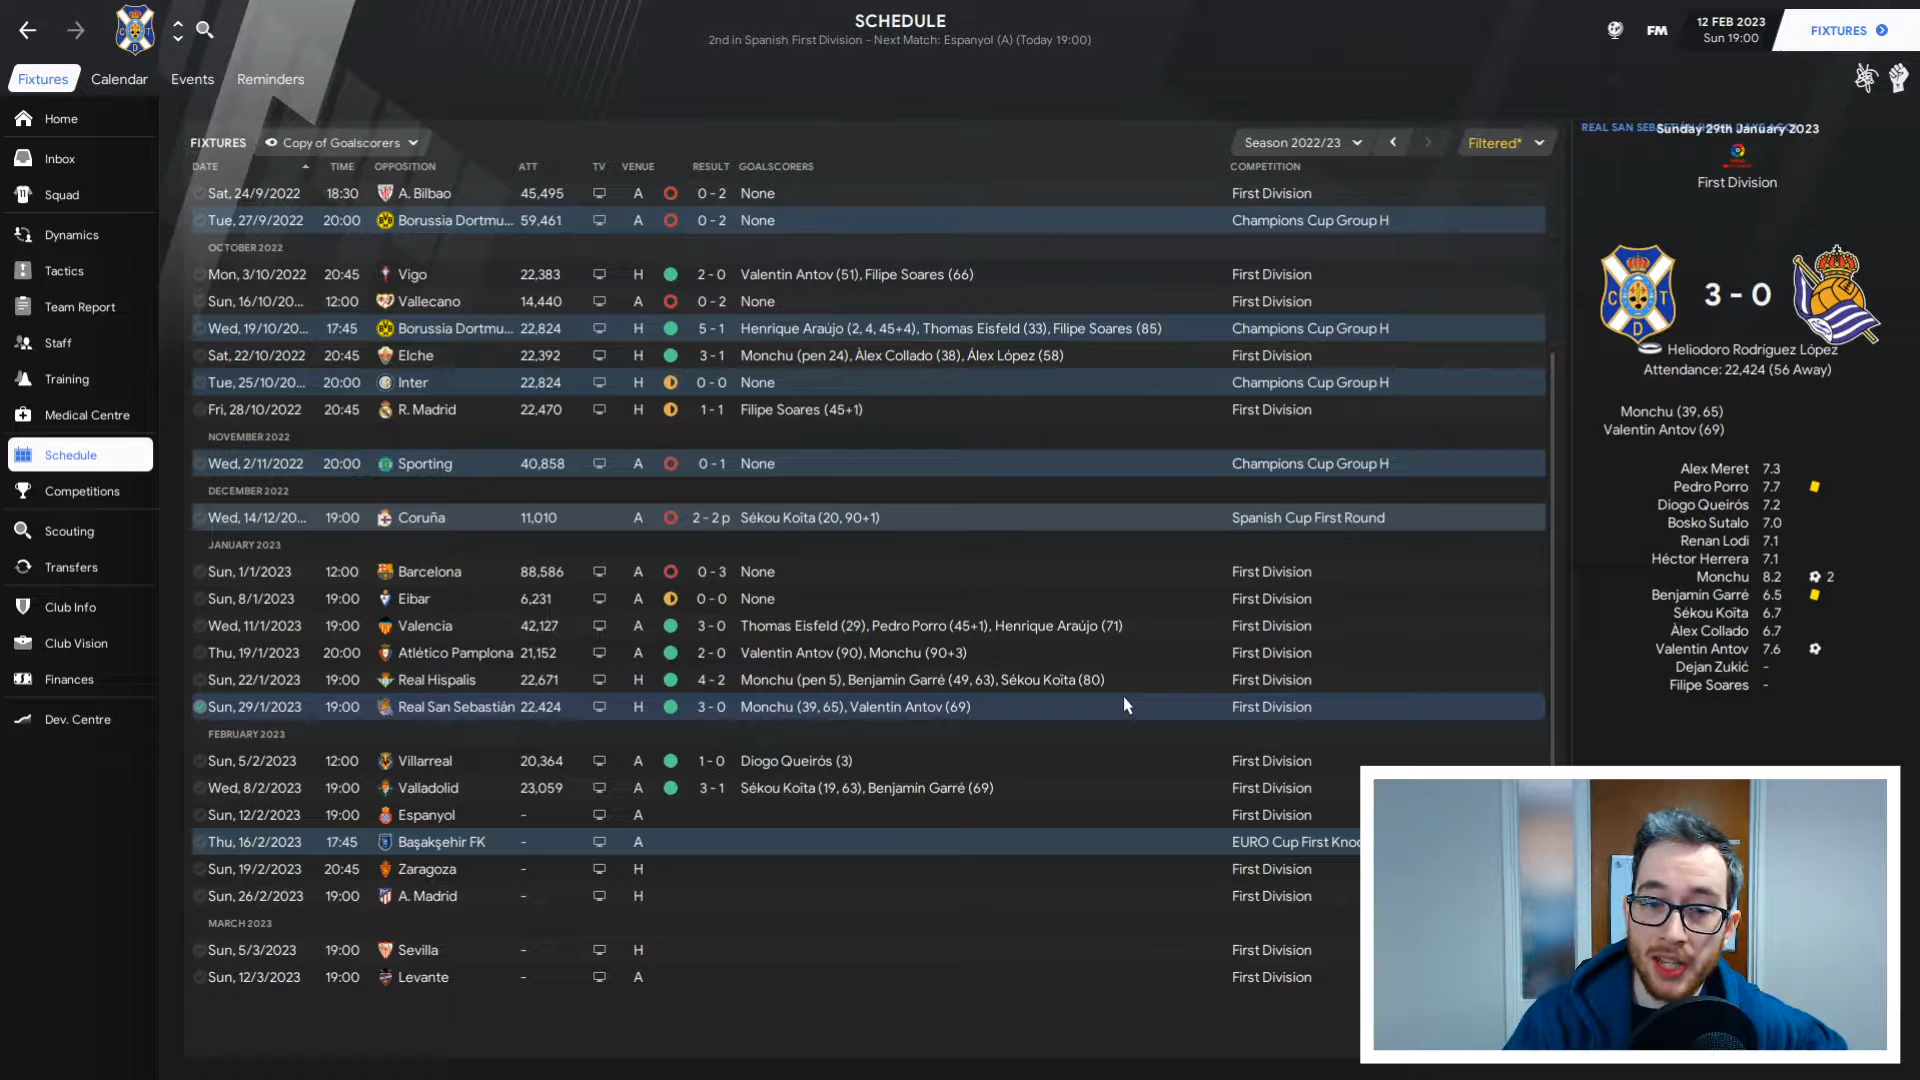 SCHEDULE
2nd in Spanish First Division - Next Match: Espanyol (A) (Today 19:00)
FM
12 FEB 2023
Sun 19:00
FIXTURES
Fixtures Calendar Events Reminders
Home
Inbox
Squad
Dynamics
Tactics
Team Report
Staff
Training
Medical Centre
Schedule
Competitions
Scouting
Transfers
Club Info
Club Vision
Finances
Dev. Centre
FIXTURES Copy of Goalscorers Season 2022/23 Filtered*
DATE TIME OPPOSITION ATT TV VENUE RESULT GOALSCORERS COMPETITION
Sat, 24/9/2022 18:30 A. Bilbao 45,495 A 0 - 2 None First Division
Tue, 27/9/2022 20:00 Borussia Dortmu... 59,461 A 0 - 2 None Champions Cup Group H
OCTOBER 2022
Mon, 3/10/2022 20:45 Vigo 22,383 H 2 - 0 Valentin Antov (51), Filipe Soares (66) First Division
Sun, 16/10/20... 12:00 Vallecano 14,440 A 0 - 2 None First Division
Wed, 19/10/20... 17:45 Borussia Dortmu... 22,824 H 5 - 1 Henrique Araújo (2, 4, 45+4), Thomas Eisfeld (33), Filipe Soares (85) Champions Cup Group H
Sat, 22/10/2022 20:45 Elche 22,392 H 3 - 1 Monchu (pen 24), Àlex Collado (38), Álex López (58) First Division
Tue, 25/10/20... 20:00 Inter 22,824 H 0 - 0 None Champions Cup Group H
Fri, 28/10/2022 20:45 R. Madrid 22,470 H 1 - 1 Filipe Soares (45+1) First Division
NOVEMBER 2022
Wed, 2/11/2022 20:00 Sporting 40,858 A 0 - 1 None Champions Cup Group H
DECEMBER 2022
Wed, 14/12/20... 19:00 Coruña 11,010 A 2 - 2 p Sékou Koïta (20, 90+1) Spanish Cup First Round
JANUARY 2023
Sun, 1/1/2023 12:00 Barcelona 88,586 A 0 - 3 None First Division
Sun, 8/1/2023 19:00 Eibar 6,231 A 0 - 0 None First Division
Wed, 11/1/2023 19:00 Valencia 42,127 A 3 - 0 Thomas Eisfeld (29), Pedro Porro (45+1), Henrique Araújo (71) First Division
Thu, 19/1/2023 20:00 Atlético Pamplona 21,152 A 2 - 0 Valentin Antov (90), Monchu (90+3) First Division
Sun, 22/1/2023 19:00 Real Hispalis 22,671 H 4 - 2 Monchu (pen 5), Benjamín Garré (49, 63), Sékou Koïta (80) First Division
Sun, 29/1/2023 19:00 Real San Sebastián 22,424 H 3 - 0 Monchu (39, 65), Valentin Antov (69) First Division
FEBRUARY 2023
Sun, 5/2/2023 12:00 Villarreal 20,364 A 1 - 0 Diogo Queirós (3) First Division
Wed, 8/2/2023 19:00 Valladolid 23,059 A 3 - 1 Sékou Koïta (19, 63), Benjamín Garré (69) First Division
Sun, 12/2/2023 19:00 Espanyol - A First Division
Thu, 16/2/2023 17:45 Başakşehir FK - A EURO Cup First Knoc
Sun, 19/2/2023 20:45 Zaragoza - H First Division
Sun, 26/2/2023 19:00 A. Madrid - H First Division
MARCH 2023
Sun, 5/3/2023 19:00 Sevilla - H First Division
Sun, 12/3/2023 19:00 Levante - A First Division
REAL SAN SEBASTIÁN
Sunday 29th January 2023
First Division
3 - 0
Heliodoro Rodríguez López
Attendance: 22,424 (56 Away)
Monchu (39, 65)
Valentin Antov (69)
Alex Meret 7.3
Pedro Porro 7.7
Diogo Queirós 7.2
Bosko Sutalo 7.0
Renan Lodi 7.1
Héctor Herrera 7.1
Monchu 8.2 2
Benjamín Garré 6.5
Sékou Koïta 6.7
Àlex Collado 6.7
Valentin Antov 7.6
Dejan Zukić -
Filipe Soares -